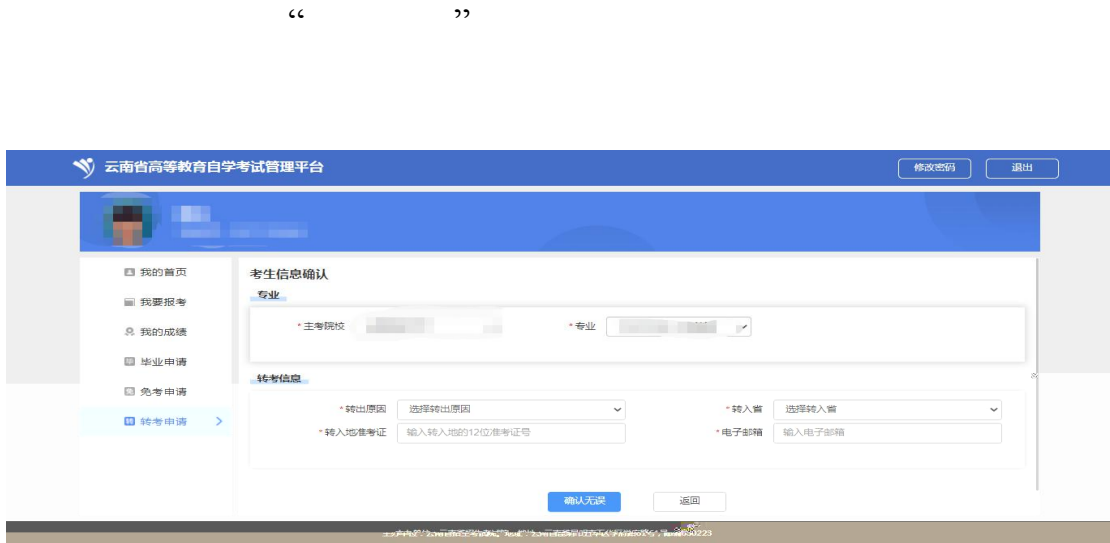 “ ”
云南省高等教育自学考试管理平台 修改密码 退出
我的首页
我要报考
我的成绩
毕业申请
免考申请
转考申请 >
考生信息确认
专业
*主考院校 *专业
转考信息
*转出原因 选择转出原因 *转入省 选择转入省
*转入地准考证 输入转入地的12位准考证号 *电子邮箱 输入电子邮箱
确认无误 返回